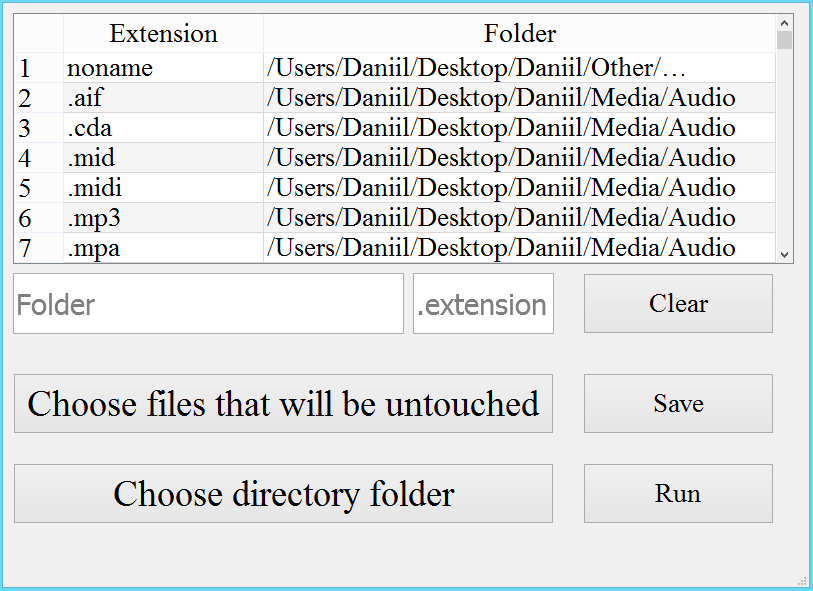 Extension Folder
1 noname /Users/Daniil/Desktop/Daniil/Other/…
2 .aif /Users/Daniil/Desktop/Daniil/Media/Audio
3 .cda /Users/Daniil/Desktop/Daniil/Media/Audio
4 .mid /Users/Daniil/Desktop/Daniil/Media/Audio
5 .midi /Users/Daniil/Desktop/Daniil/Media/Audio
6 .mp3 /Users/Daniil/Desktop/Daniil/Media/Audio
7 .mpa /Users/Daniil/Desktop/Daniil/Media/Audio
Folder .extension Clear
Choose files that will be untouched Save
Choose directory folder Run